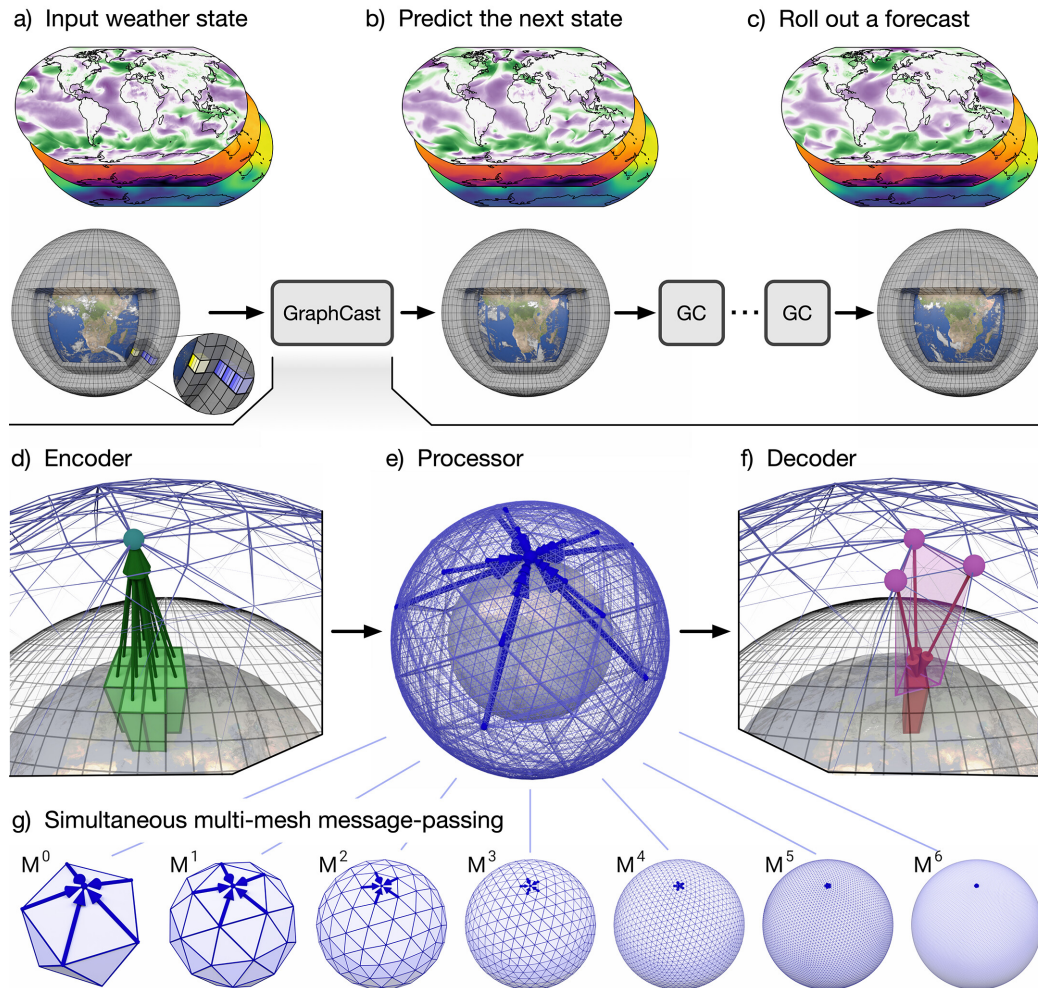 a) Input weather state
b) Predict the next state
c) Roll out a forecast
GraphCast
GC
...
GC
d) Encoder
e) Processor
f) Decoder
g) Simultaneous multi-mesh message-passing
M⁰
M¹
M²
M³
M⁴
M⁵
M⁶